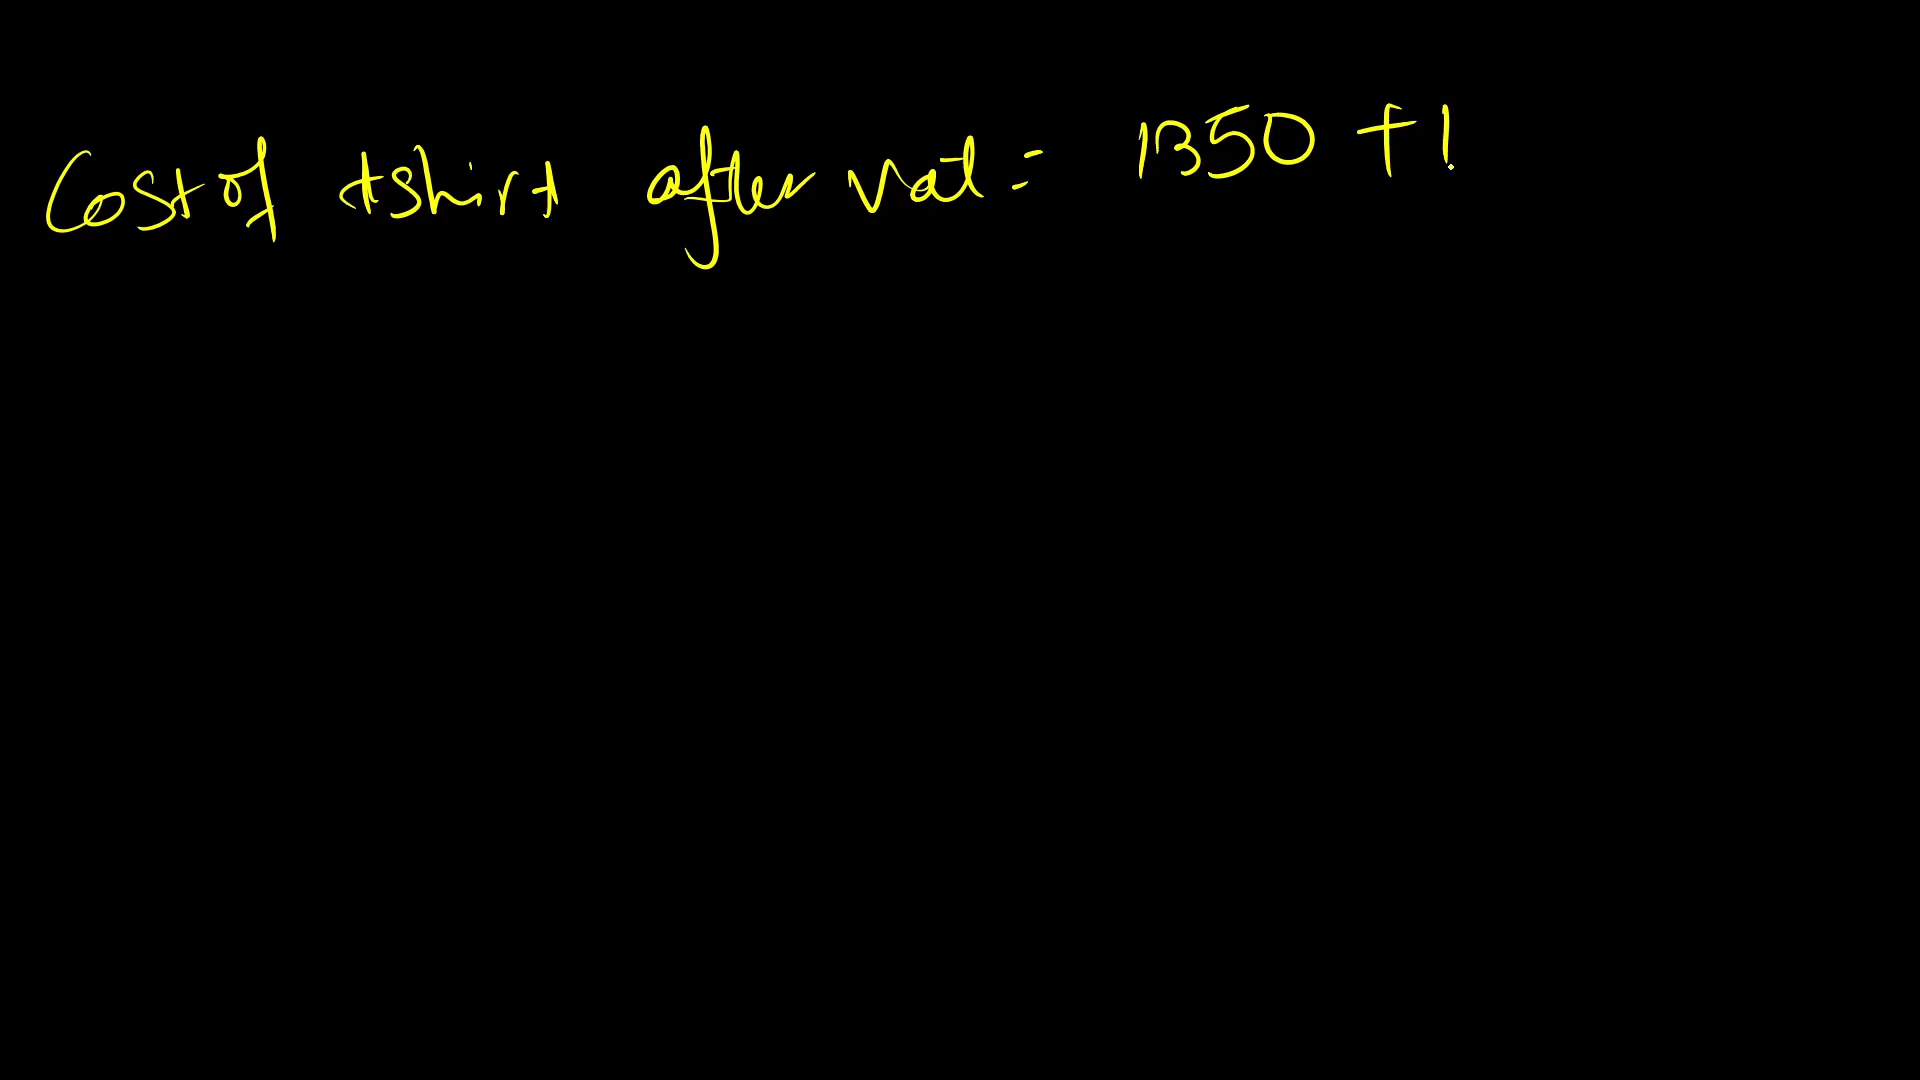 Cost of tshirt after vat = 1350 + 1